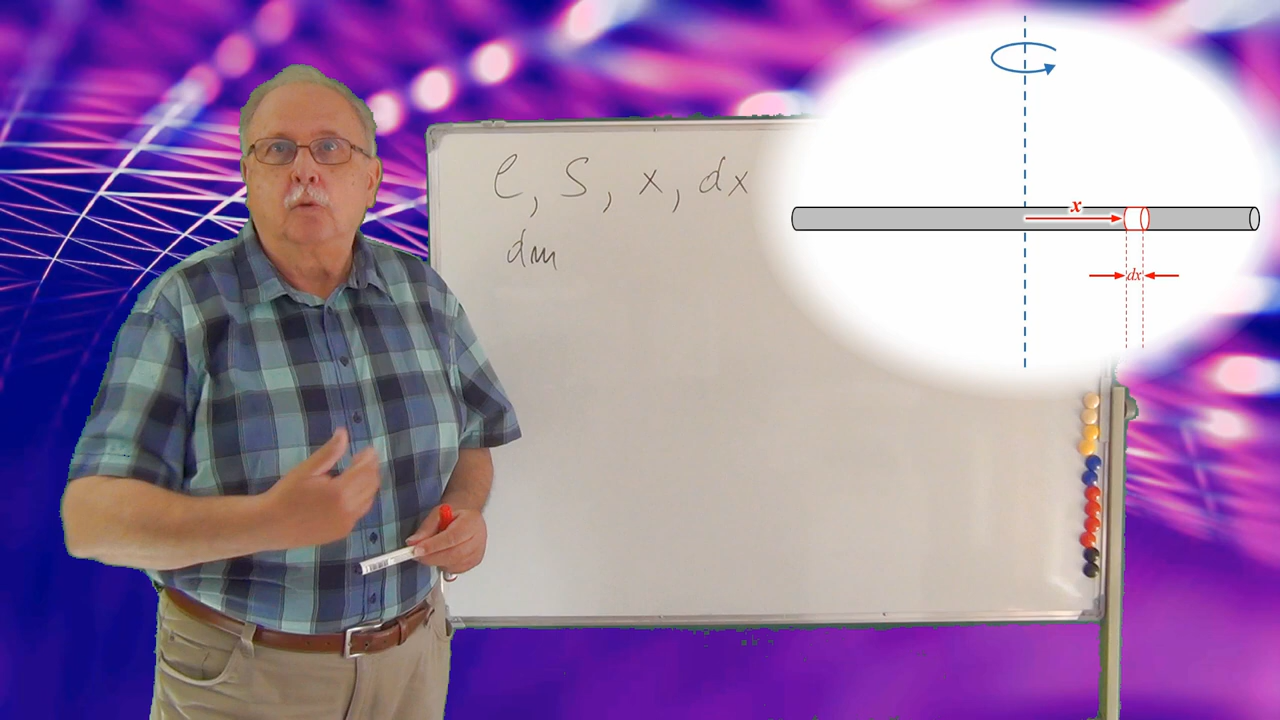 l, S, x, dx
dm
x
dx